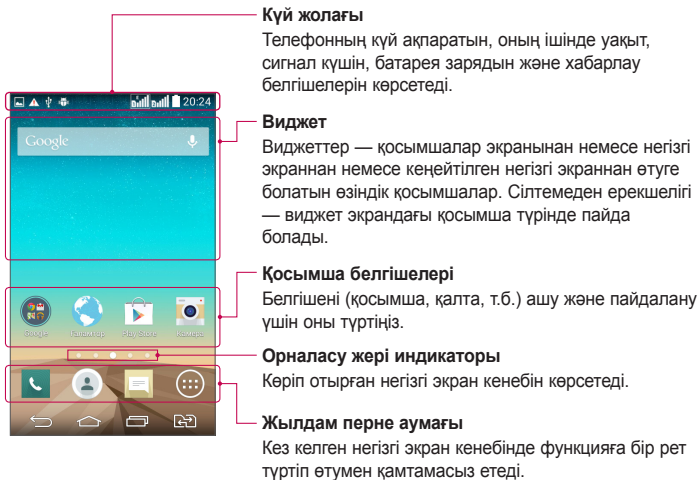 Күй жолағы
Телефонның күй ақпаратын, оның ішінде уақыт,
сигнал күшін, батарея зарядын және хабарлау
белгішелерін көрсетеді.
20:24
Google
Виджет
Виджеттер — қосымшалар экранынан немесе негізгі
экраннан немесе кеңейтілген негізгі экраннан өтуге
болатын өзіндік қосымшалар. Сілтемеден ерекшелігі
— виджет экрандағы қосымша түрінде пайда
болады.
Қосымша белгішелері
Белгішені (қосымша, қалта, т.б.) ашу және пайдалану
үшін оны түртіңіз.
Google Ғаламтор Play Store Камера
Орналасу жері индикаторы
Көріп отырған негізгі экран кенебін көрсетеді.
Жылдам перне аумағы
Кез келген негізгі экран кенебінде функцияға бір рет
түртіп өтумен қамтамасыз етеді.